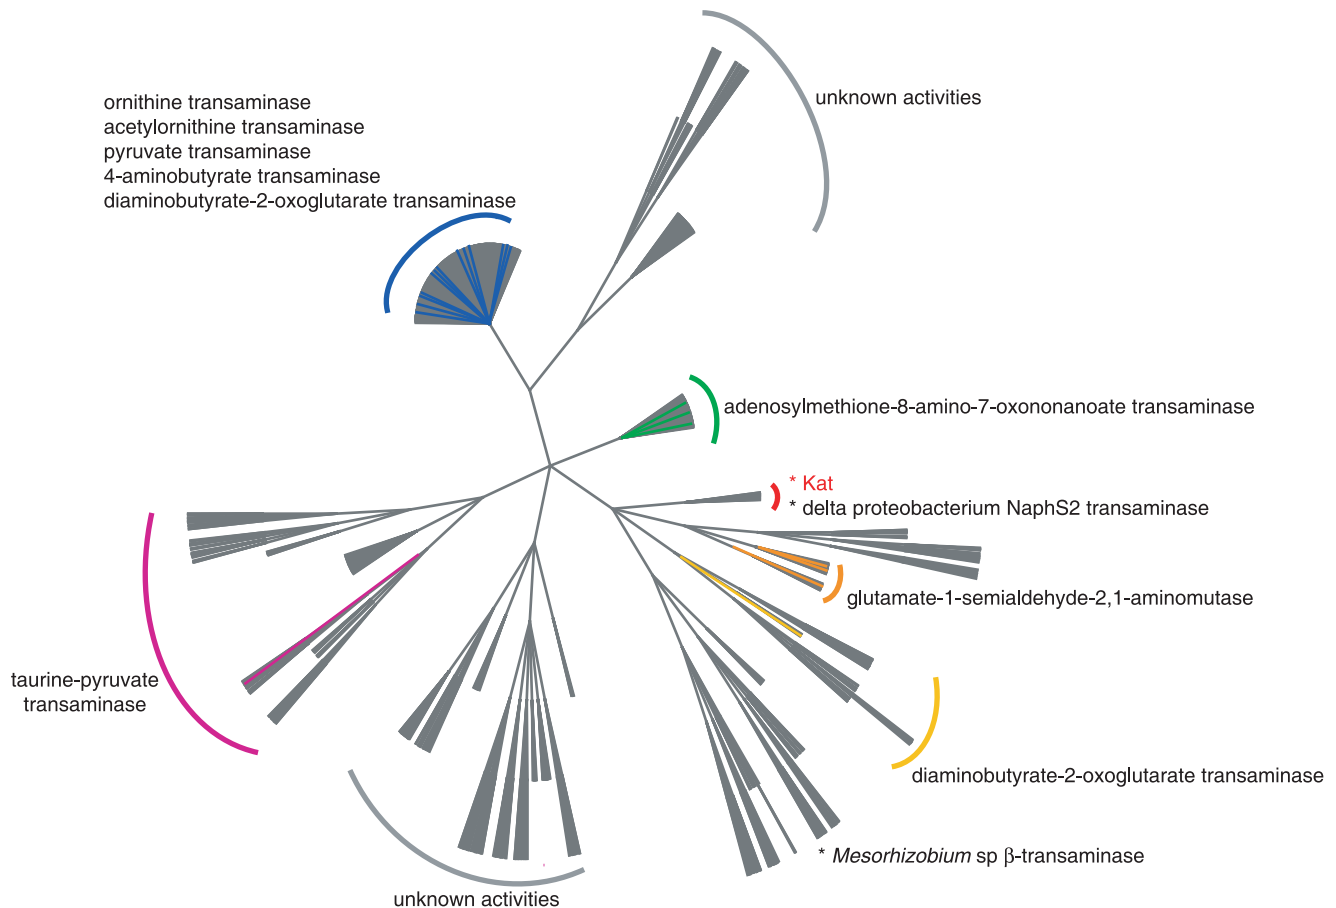 unknown activities
ornithine transaminase
acetylornithine transaminase
pyruvate transaminase
4-aminobutyrate transaminase
diaminobutyrate-2-oxoglutarate transaminase
adenosylmethione-8-amino-7-oxononanoate transaminase
* Kat
* delta proteobacterium NaphS2 transaminase
glutamate-1-semialdehyde-2,1-aminomutase
taurine-pyruvate
transaminase
diaminobutyrate-2-oxoglutarate transaminase
* Mesorhizobium sp β-transaminase
unknown activities